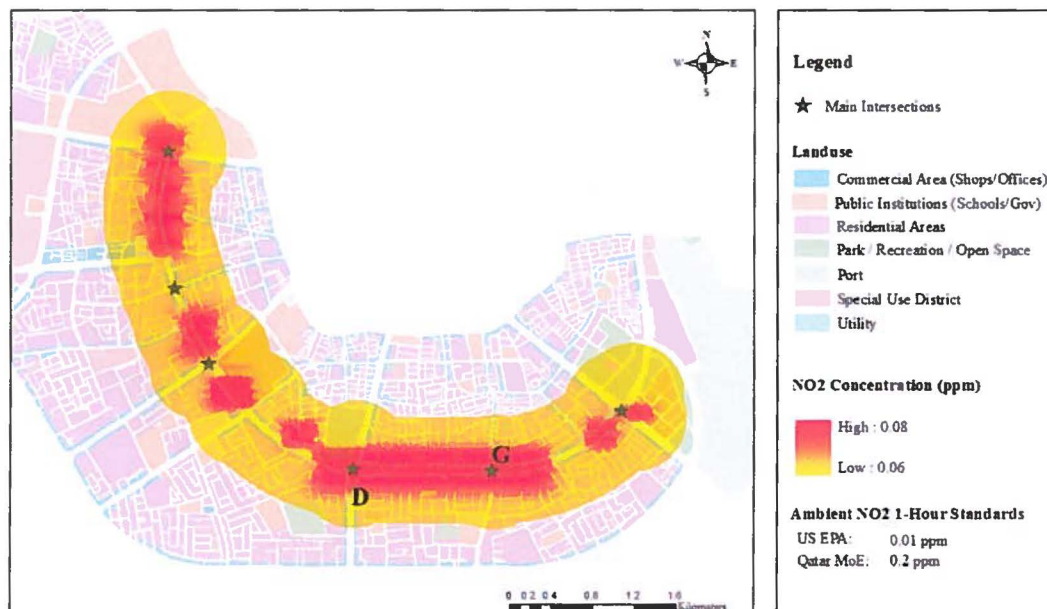 N
W E
S
D
G
0 0.2 0.4 0.8 1.2 1.6
Kilometers
Legend
Main Intersections
Landuse
Commercial Area (Shops/Offices)
Public Institutions (Schools/Gov)
Residential Areas
Park / Recreation / Open Space
Port
Special Use District
Utility
NO2 Concentration (ppm)
High : 0.08
Low : 0.06
Ambient NO2 1-Hour Standards
US EPA: 0.01 ppm
Qatar MoE: 0.2 ppm